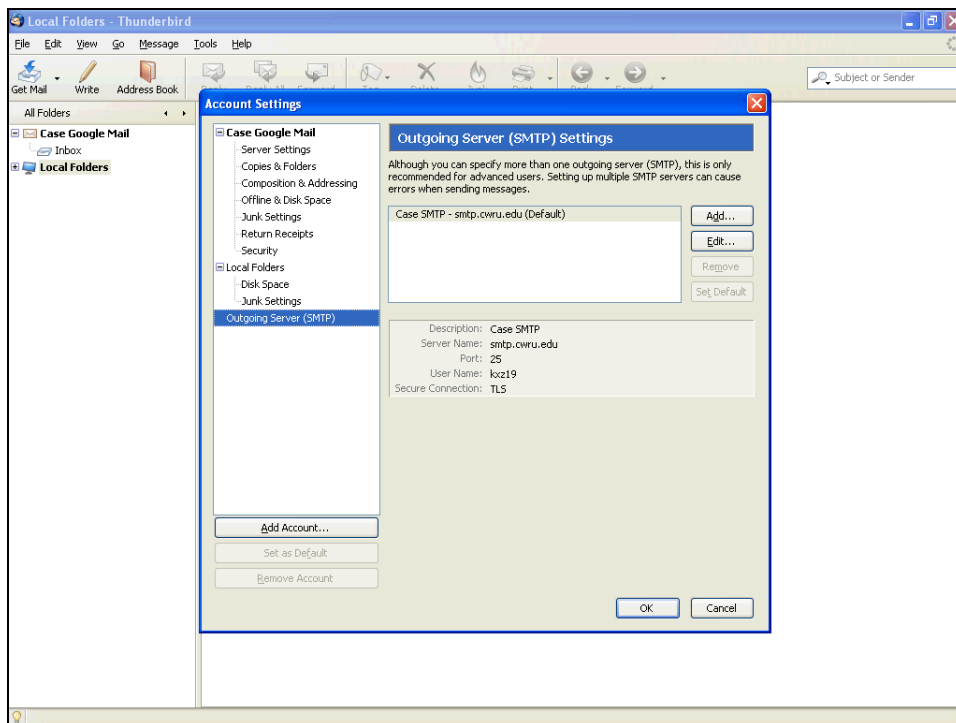 Local Folders - Thunderbird
File Edit View Go Message Tools Help
Get Mail Write Address Book
Subject or Sender
All Folders
Case Google Mail
Inbox
Local Folders
Account Settings
Case Google Mail
Server Settings
Copies & Folders
Composition & Addressing
Offline & Disk Space
Junk Settings
Return Receipts
Security
Local Folders
Disk Space
Junk Settings
Outgoing Server (SMTP)
Add Account...
Set as Default
Remove Account
Outgoing Server (SMTP) Settings
Although you can specify more than one outgoing server (SMTP), this is only
recommended for advanced users. Setting up multiple SMTP servers can cause
errors when sending messages.
Case SMTP - smtp.cwru.edu (Default)
Add...
Edit...
Remove
Set Default
Description: Case SMTP
Server Name: smtp.cwru.edu
Port: 25
User Name: kxz19
Secure Connection: TLS
OK Cancel